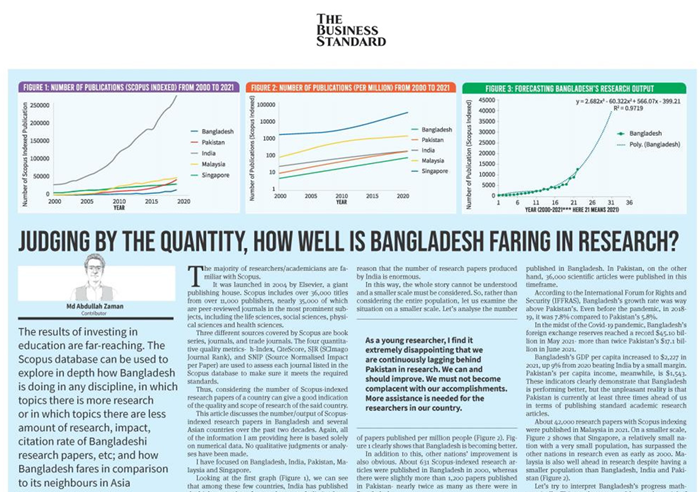 THE
BUSINESS
STANDARD
FIGURE 1: NUMBER OF PUBLICATIONS (SCOPUS INDEXED) FROM 2000 TO 2021
Number of Scopus Indexed Publication
250000
200000
150000
100000
50000
0
2000
2005
2010
2015
2020
YEAR
Bangladesh
Pakistan
India
Malaysia
Singapore
FIGURE 2: NUMBER OF PUBLICATIONS (PER MILLION) FROM 2000 TO 2021
Number of Publications (Scopus Indexed)
100000
10000
1000
100
10
1
2000
2005
2010
2015
2020
YEAR
Bangladesh
Pakistan
India
Malaysia
Singapore
FIGURE 3: FORECASTING BANGLADESH'S RESEARCH OUTPUT
Number of Publications (Scopus Indexed)
45000
40000
35000
30000
25000
20000
15000
10000
5000
0
y = 2.682x³ - 60.322x² + 566.07x - 399.21
R² = 0.9719
Bangladesh
Poly. (Bangladesh)
1
6
11
16
21
26
31
36
YEAR (2000-2021*** HERE 21 MEANS 2021)
JUDGING BY THE QUANTITY, HOW WELL IS BANGLADESH FARING IN RESEARCH?
Md Abdullah Zaman
Contributor
The results of investing in
education are far-reaching. The
Scopus database can be used to
explore in depth how Bangladesh
is doing in any discipline, in which
topics there is more research
or in which topics there are less
amount of research, impact,
citation rate of Bangladeshi
research papers, etc; and how
Bangladesh fares in comparison
to its neighbours in Asia
The majority of researchers/academicians are fa-
miliar with Scopus.
It was launched in 2004 by Elsevier, a giant
publishing house. Scopus includes over 36,000 titles
from over 11,000 publishers, nearly 35,000 of which
are peer-reviewed journals in the most prominent sub-
jects, including the life sciences, social sciences, physi-
cal sciences and health sciences.
Three different sources covered by Scopus are book
series, journals, and trade journals. The four quantita-
tive quality metrics- h-Index, CiteScore, SJR (SCImago
Journal Rank), and SNIP (Source Normalised Impact
per Paper) are used to assess each journal listed in the
Scopus database to make sure it meets the required
standards.
Thus, considering the number of Scopus-indexed
research papers of a country can give a good indication
of the quality and scope of research of the said country.
This article discusses the number/output of Scopus-
indexed research papers in Bangladesh and several
Asian countries over the past two decades. Again, all
of the information I am providing here is based solely
on numerical data. No qualitative judgments or analy-
ses have been made.
I have focused on Bangladesh, India, Pakistan, Ma-
laysia and Singapore.
Looking at the first graph (Figure 1), we can see
that among these few countries, India has published
reason that the number of research papers produced
by India is enormous.
In this way, the whole story cannot be understood
and a smaller scale must be considered. So, rather than
considering the entire population, let us examine the
situation on a smaller scale. Let's analyse the number
As a young researcher, I find it
extremely disappointing that we
are continuously lagging behind
Pakistan in research. We can and
should improve. We must not become
complacent with our accomplishments.
More assistance is needed for the
researchers in our country.
of papers published per million people (Figure 2). Fig-
ure 1 clearly shows that Bangladesh is becoming better.
In addition to this, other nations' improvement is
also obvious. About 631 Scopus-indexed research ar-
ticles were published in Bangladesh in 2000, whereas
there were slightly more than 1,200 papers published
in Pakistan- nearly twice as many as there were in
published in Bangladesh. In Pakistan, on the other
hand, 36,000 scientific articles were published in this
timeframe.
According to the International Forum for Rights and
Security (IFFRAS), Bangladesh's growth rate was way
above Pakistan's. Even before the pandemic, in 2018-
19, it was 7.8% compared to Pakistan's 5.8%.
In the midst of the Covid-19 pandemic, Bangladesh's
foreign exchange reserves reached a record $45.10 bil-
lion in May 2021- more than twice Pakistan's $17.1 bil-
lion in June 2021.
Bangladesh's GDP per capita increased to $2,227 in
2021, up 9% from 2020 beating India by a small margin.
Pakistan's per capita income, meanwhile, is $1,543.
These indicators clearly demonstrate that Bangladesh
is performing better, but the unpleasant reality is that
Pakistan is currently at least three times ahead of us
in terms of publishing standard academic research
articles.
About 42,000 research papers with Scopus indexing
were published in Malaysia in 2021. On a smaller scale,
Figure 2 shows that Singapore, a relatively small na-
tion with a very small population, has surpassed the
other nations in research even as early as 2000. Ma-
laysia is also well ahead in research despite having a
smaller population than Bangladesh, India and Paki-
stan (Figure 2).
Let's try to interpret Bangladesh's progress math-